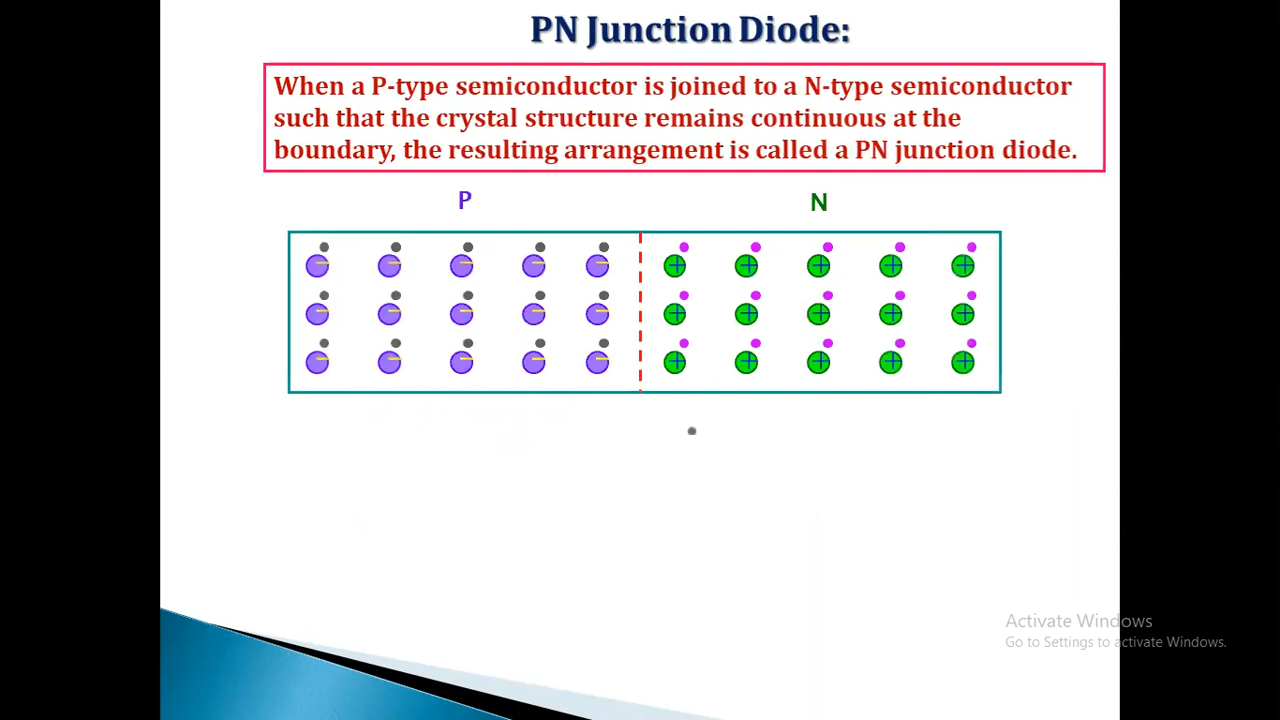 PN Junction Diode:
When a P-type semiconductor is joined to a N-type semiconductor
such that the crystal structure remains continuous at the
boundary, the resulting arrangement is called a PN junction diode.
P N
Activate Windows
Go to Settings to activate Windows.